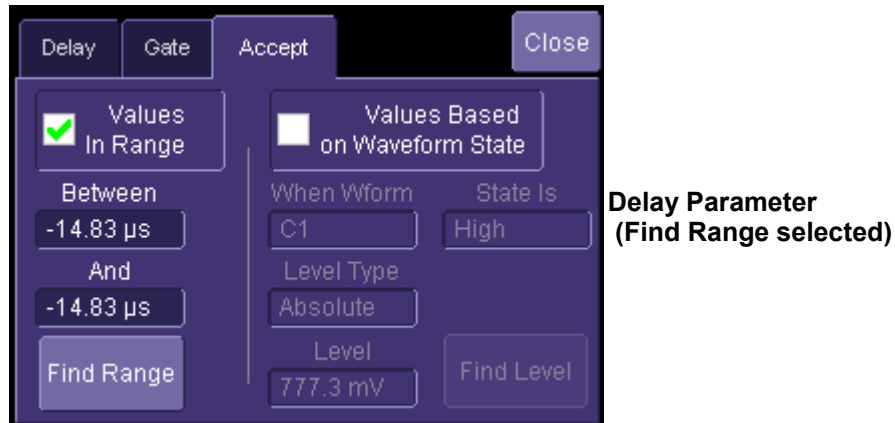 Delay Gate Accept Close
Values
In Range
Values Based
on Waveform State
Between
-14.83 µs
And
-14.83 µs
Find Range
When Wform State Is
C1 High
Level Type
Absolute
Level
777.3 mV
Find Level
Delay Parameter
(Find Range selected)